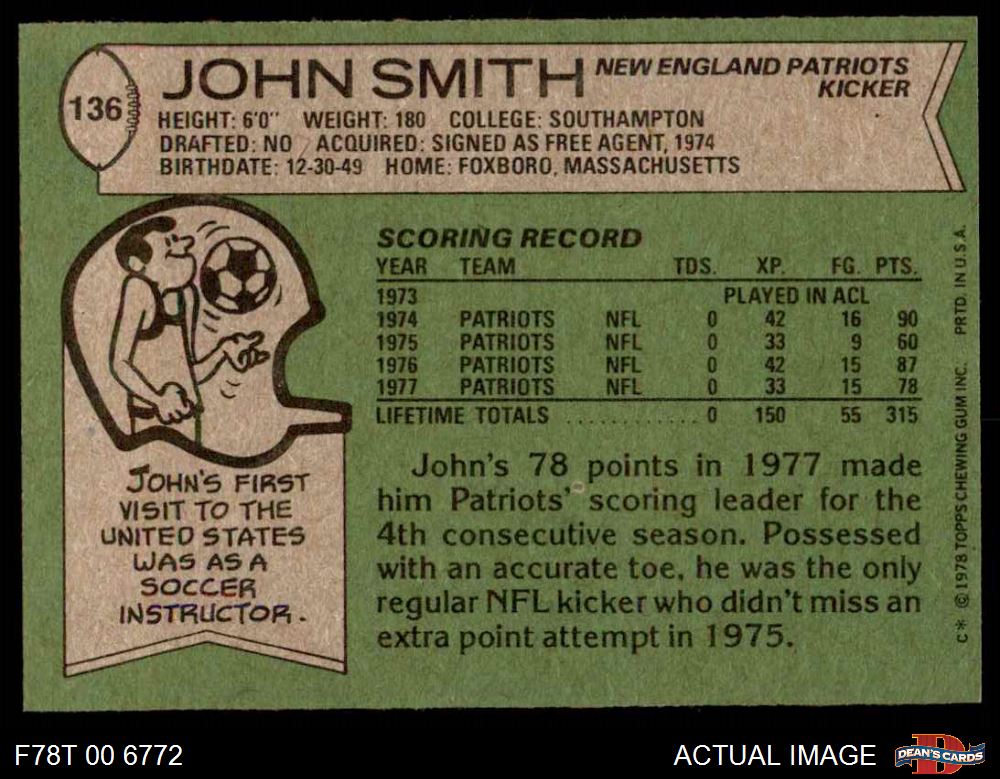 136
JOHN SMITH
NEW ENGLAND PATRIOTS
KICKER
HEIGHT: 6'0" WEIGHT: 180 COLLEGE: SOUTHAMPTON
DRAFTED: NO ACQUIRED: SIGNED AS FREE AGENT, 1974
BIRTHDATE: 12-30-49 HOME: FOXBORO, MASSACHUSETTS
JOHN'S FIRST
VISIT TO THE
UNITED STATES
WAS AS A
SOCCER
INSTRUCTOR.
SCORING RECORD
YEAR TEAM TDS. XP. FG. PTS.
1973 PLAYED IN ACL
1974 PATRIOTS NFL 0 42 16 90
1975 PATRIOTS NFL 0 33 9 60
1976 PATRIOTS NFL 0 42 15 87
1977 PATRIOTS NFL 0 33 15 78
LIFETIME TOTALS ............ 0 150 55 315
John's 78 points in 1977 made
him Patriots' scoring leader for the
4th consecutive season. Possessed
with an accurate toe, he was the only
regular NFL kicker who didn't miss an
extra point attempt in 1975.
C* © 1978 TOPPS CHEWING GUM INC. PRTD. IN U.S.A.
F78T 00 6772
ACTUAL IMAGE
D
DEAN'S CARDS